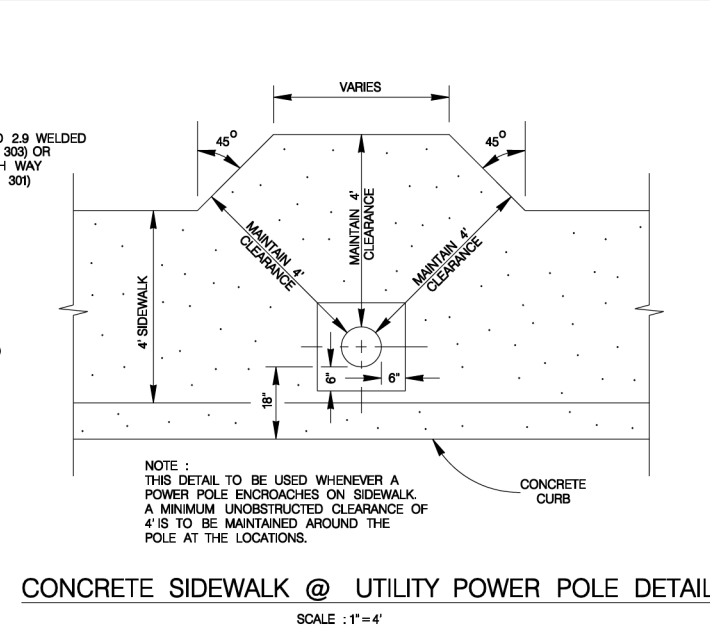 VARIES
2.9 WELDED
303) OR
WAY
301)
45°
45°
MAINTAIN 4'
CLEARANCE
MAINTAIN 4'
CLEARANCE
MAINTAIN 4'
CLEARANCE
4' SIDEWALK
6"
6"
18"
NOTE :
THIS DETAIL TO BE USED WHENEVER A
POWER POLE ENCROACHES ON SIDEWALK.
A MINIMUM UNOBSTRUCTED CLEARANCE OF
4' IS TO BE MAINTAINED AROUND THE
POLE AT THE LOCATIONS.
CONCRETE
CURB
CONCRETE SIDEWALK @ UTILITY POWER POLE DETAIL
SCALE : 1" = 4'